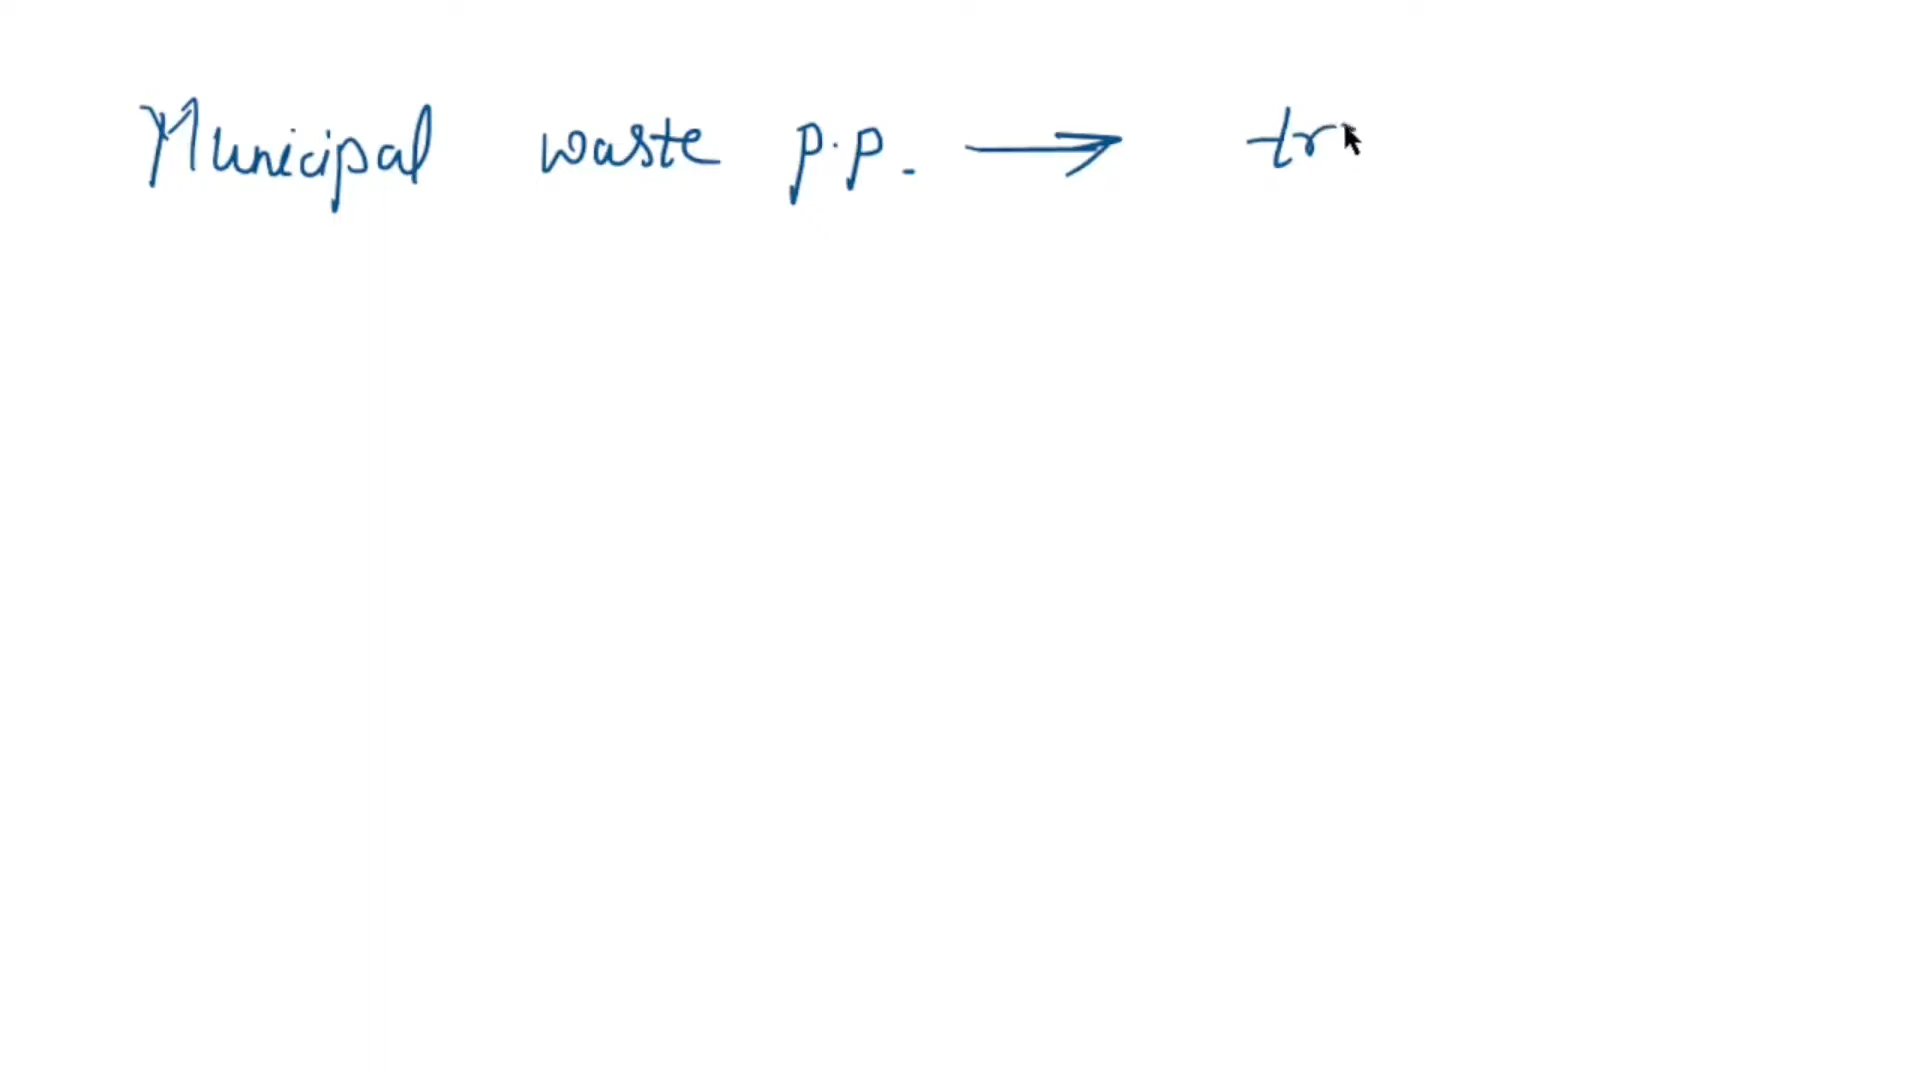 Municipal waste p.p. → tr